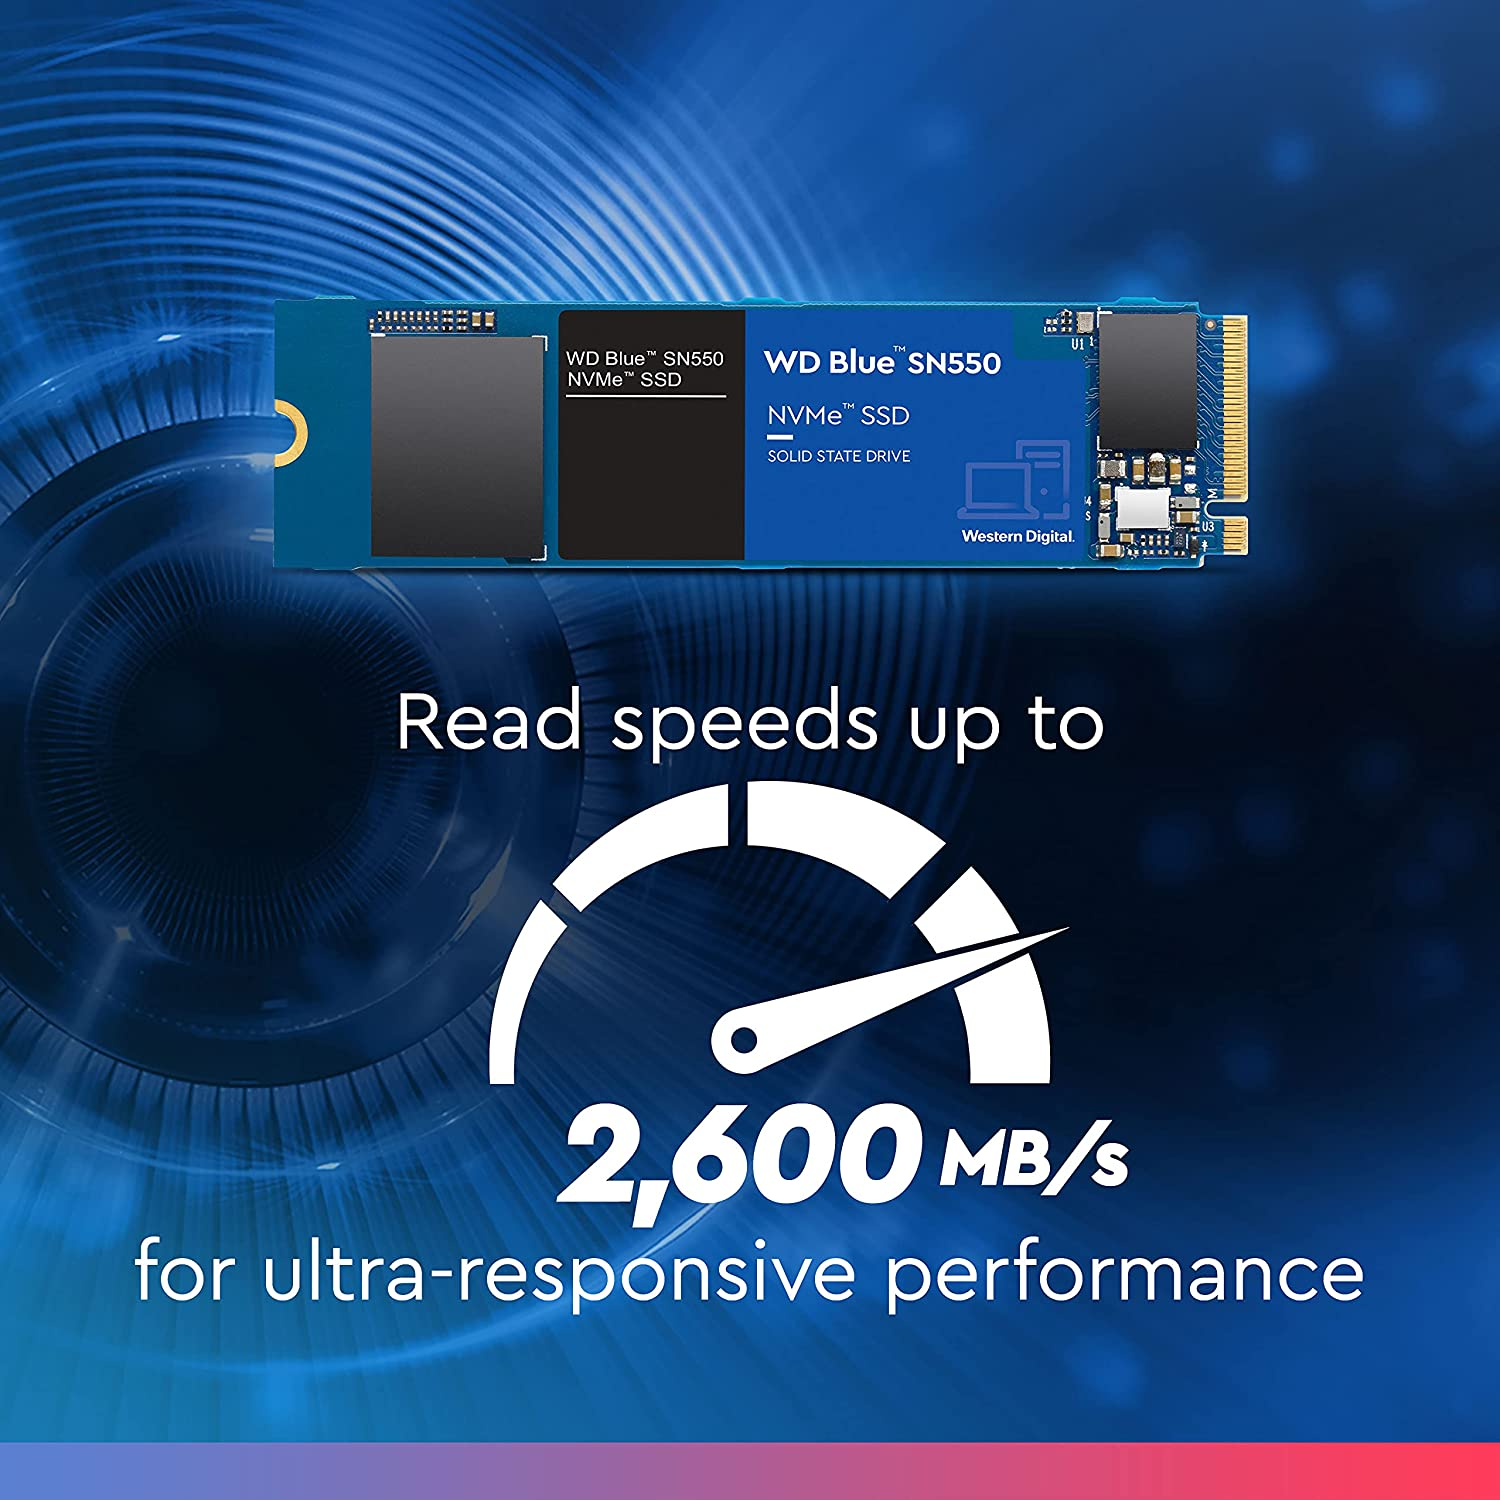 WD Blue™ SN550
NVMe™ SSD
WD Blue™ SN550
NVMe™ SSD
SOLID STATE DRIVE
Western Digital.
U1
1
U3
M
Read speeds up to
2,600 MB/s
for ultra-responsive performance